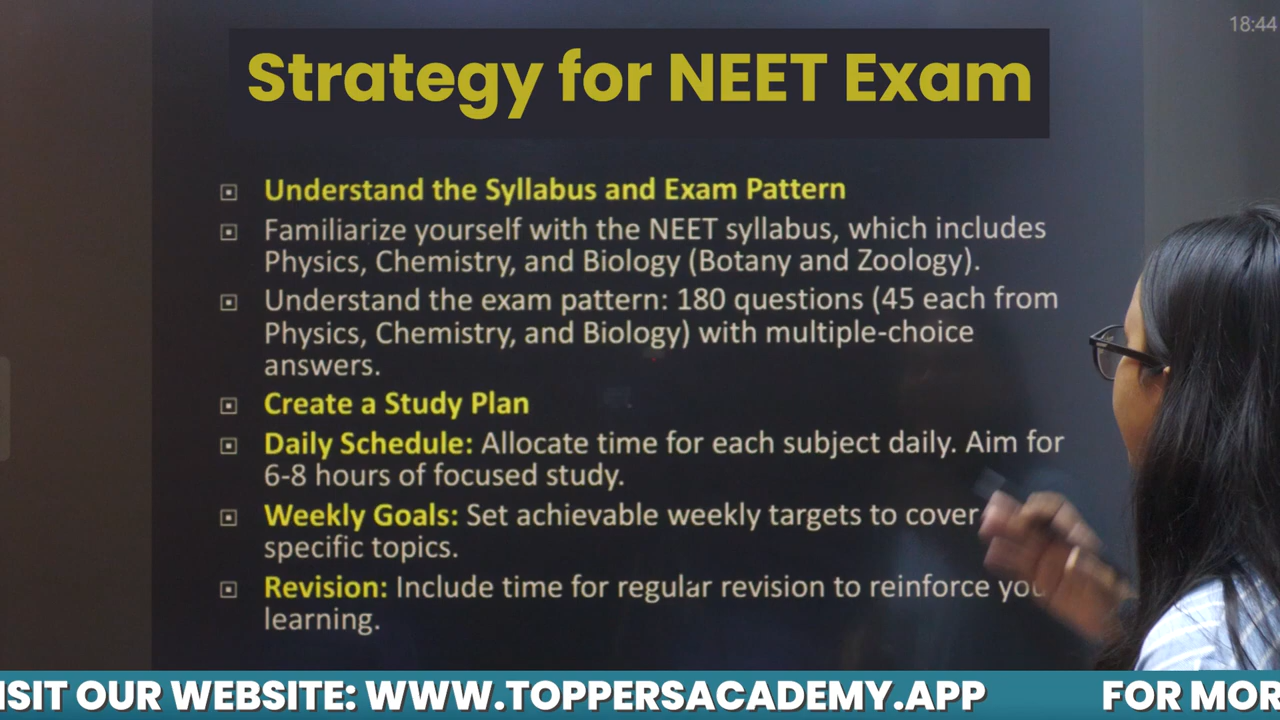 18:44
Strategy for NEET Exam
Understand the Syllabus and Exam Pattern
Familiarize yourself with the NEET syllabus, which includes
Physics, Chemistry, and Biology (Botany and Zoology).
Understand the exam pattern: 180 questions (45 each from
Physics, Chemistry, and Biology) with multiple-choice
answers.
Create a Study Plan
Daily Schedule: Allocate time for each subject daily. Aim for
6-8 hours of focused study.
Weekly Goals: Set achievable weekly targets to cover
specific topics.
Revision: Include time for regular revision to reinforce
learning.
OUR WEBSITE: WWW.TOPPERSACADEMY.APP FOR